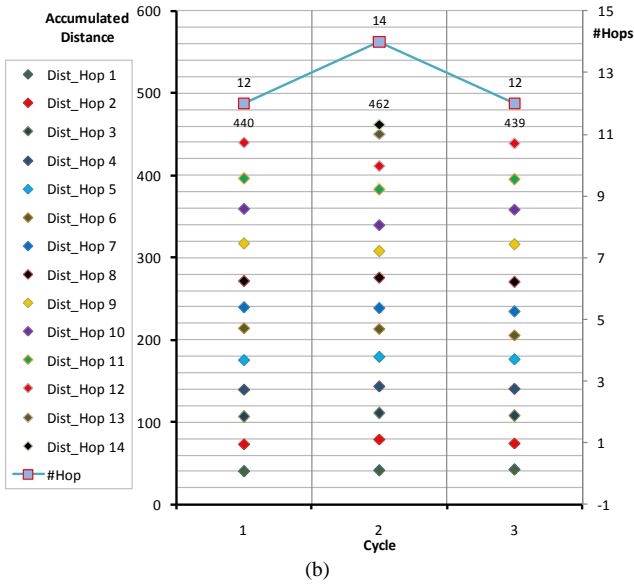 Accumulated
Distance
Dist_Hop 1
Dist_Hop 2
Dist_Hop 3
Dist_Hop 4
Dist_Hop 5
Dist_Hop 6
Dist_Hop 7
Dist_Hop 8
Dist_Hop 9
Dist_Hop 10
Dist_Hop 11
Dist_Hop 12
Dist_Hop 13
Dist_Hop 14
#Hop
600
500
400
300
200
100
0
14
12
12
440
462
439
15
#Hops
13
11
9
7
5
3
1
-1
1 2 3
Cycle
(b)